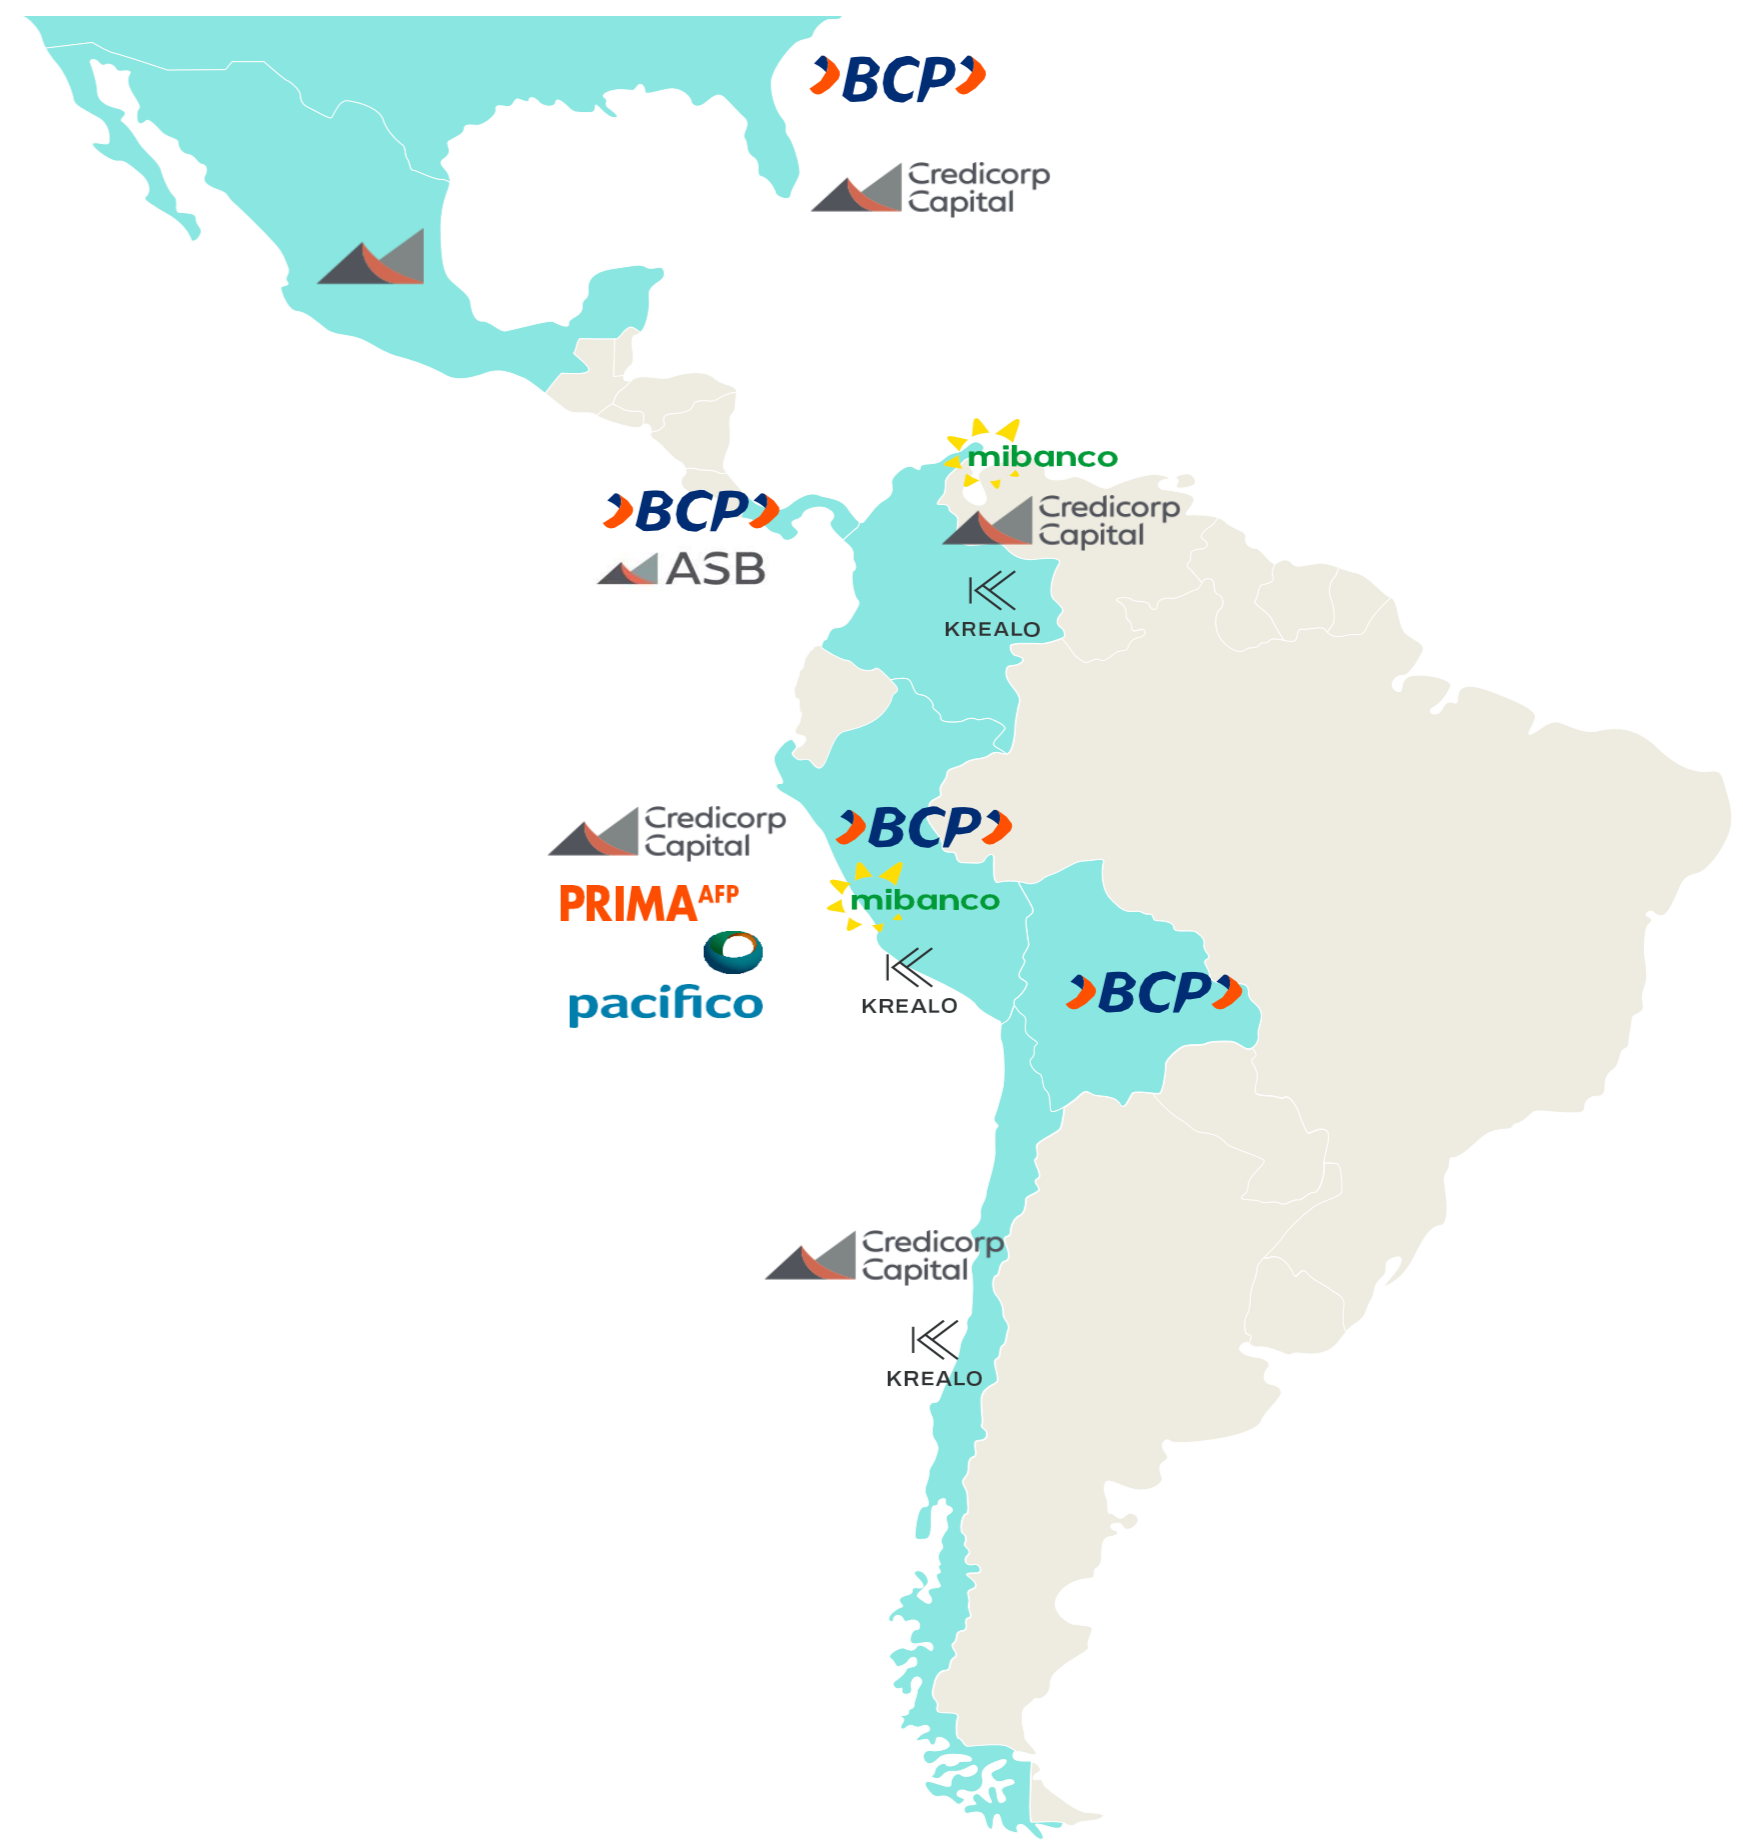 BCP
Credicorp
Capital
mibanco
BCP
Credicorp
Capital
ASB
KREALO
Credicorp
Capital
BCP
PRIMA AFP
mibanco
pacifico
KREALO
BCP
Credicorp
Capital
KREALO